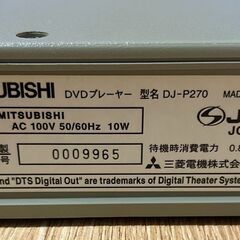 UBISHI DVDプレーヤー 型名 DJ-P270 MAD
MITSUBISHI
AC 100V 50/60Hz 10W
0009965
待機時消費電力 0.8
三菱電機株式会
nd "DTS Digital Out" are trademarks of Digital Theater Systems